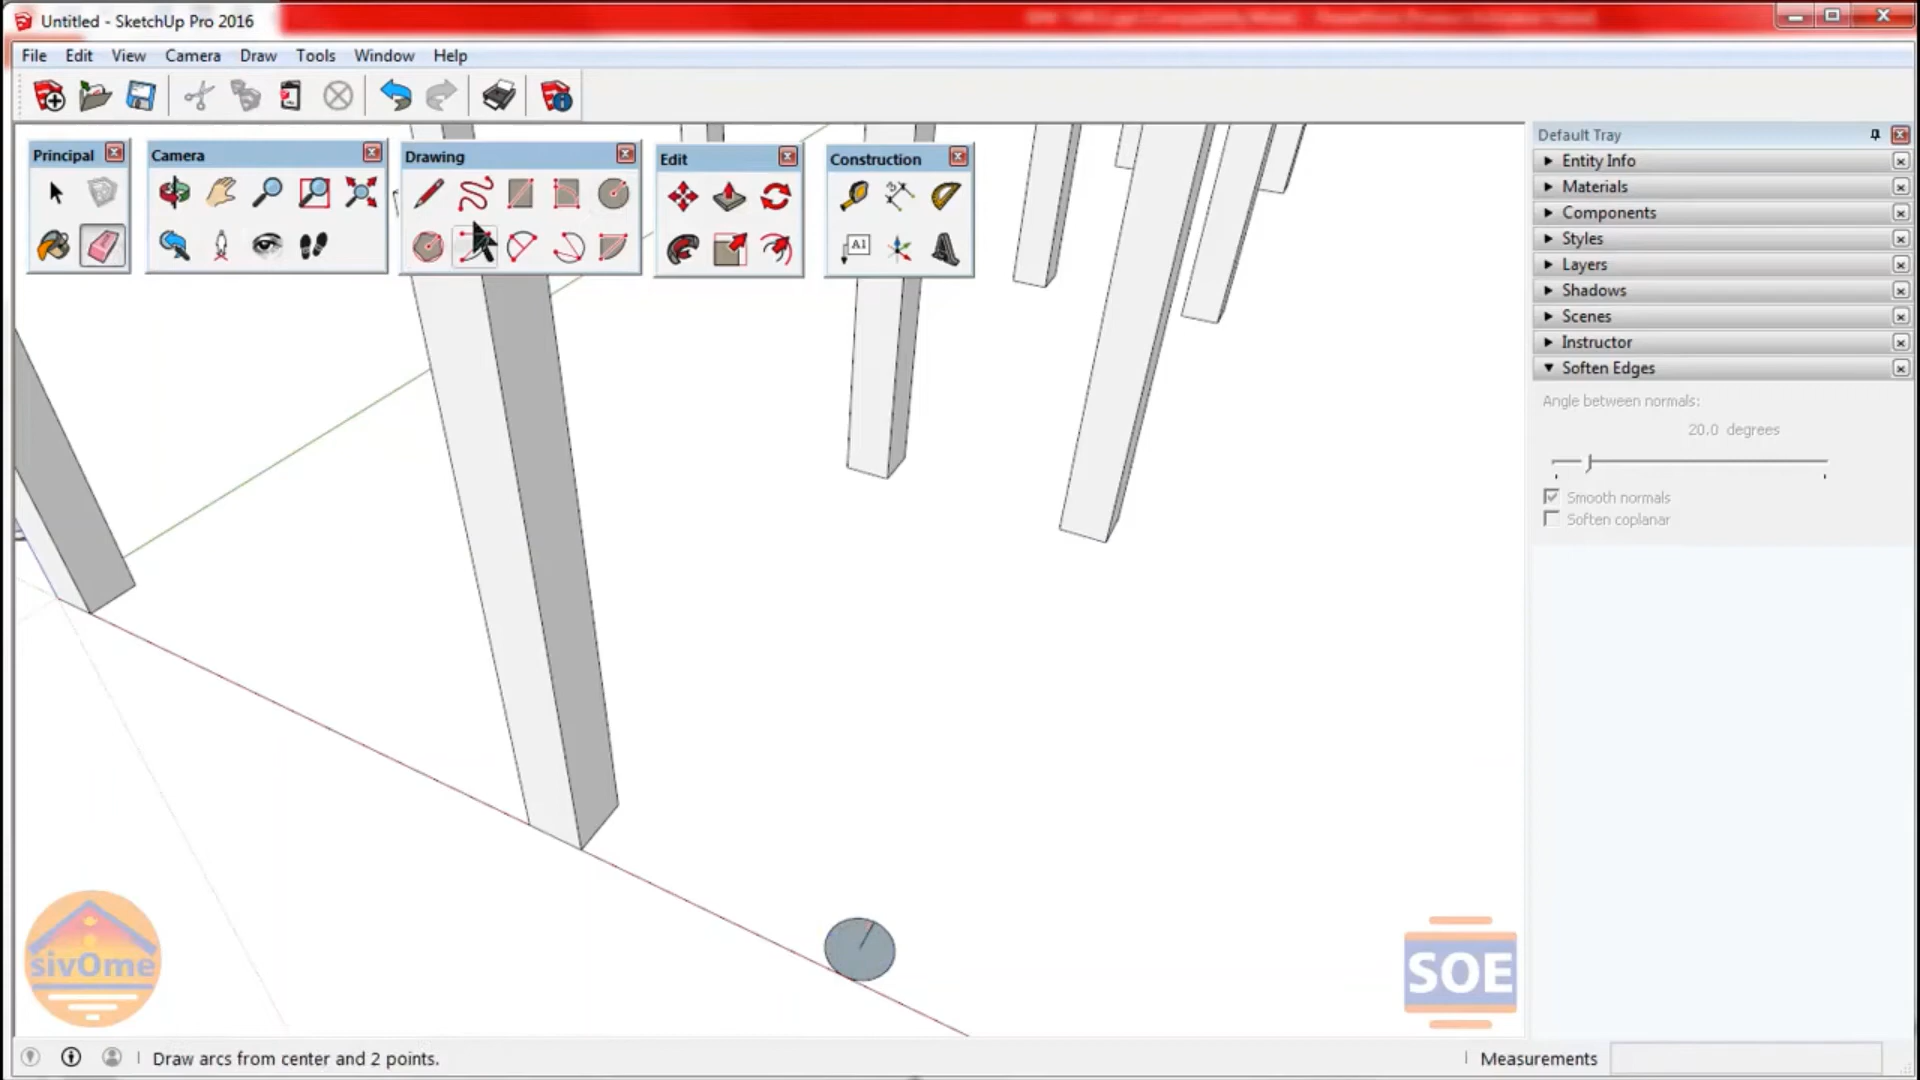 Untitled - SketchUp Pro 2016
File Edit View Camera Draw Tools Window Help
Principal
Camera
Drawing
Edit
Construction
A1
Default Tray
Entity Info
Materials
Components
Styles
Layers
Shadows
Scenes
Instructor
Soften Edges
Angle between normals:
20.0 degrees
Smooth normals
Soften coplanar
sivOme
SOE
Draw arcs from center and 2 points.
Measurements